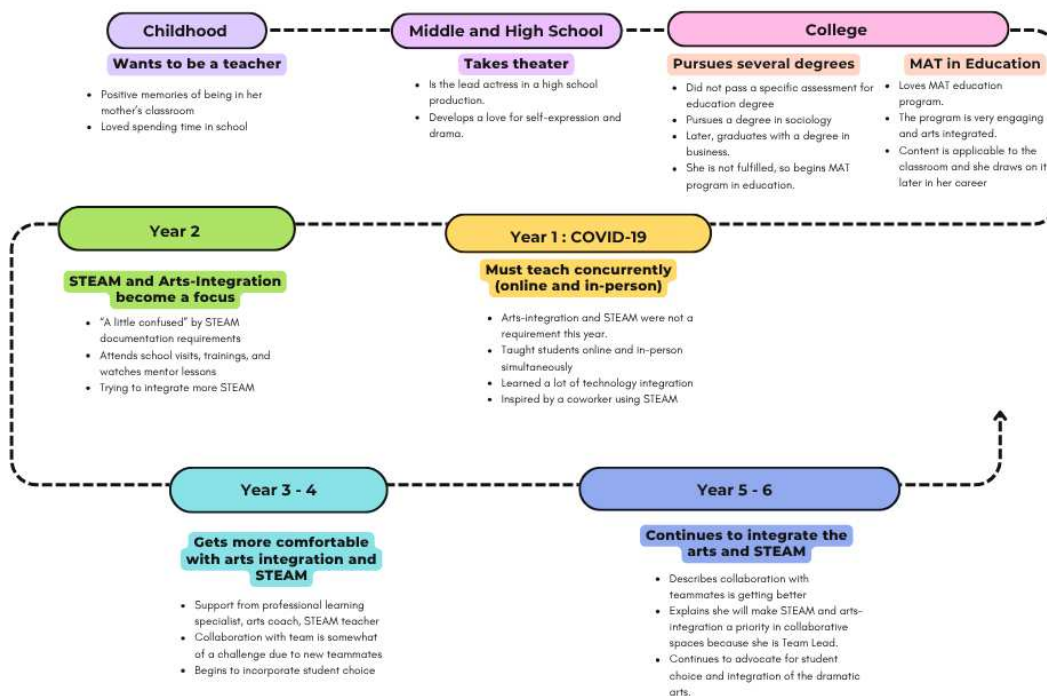 Childhood
Wants to be a teacher
• Positive memories of being in her
mother's classroom
• Loved spending time in school
Middle and High School
Takes theater
• Is the lead actress in a high school
production.
• Develops a love for self-expression and
drama.
College
Pursues several degrees
• Did not pass a specific assessment for
education degree
• Pursues a degree in sociology
• Later, graduates with a degree in
business.
• She is not fulfilled, so begins MAT
program in education.
MAT in Education
• Loves MAT education
program.
• The program is very engaging
and arts integrated.
• Content is applicable to the
classroom and she draws on it
later in her career
Year 1 : COVID-19
Must teach concurrently
(online and in-person)
• Arts-integration and STEAM were not a
requirement this year.
• Taught students online and in-person
simultaneously
• Learned a lot of technology integration
• Inspired by a coworker using STEAM
Year 2
STEAM and Arts-Integration
become a focus
• "A little confused" by STEAM
documentation requirements
• Attends school visits, trainings, and
watches mentor lessons
• Trying to integrate more STEAM
Year 3 - 4
Gets more comfortable
with arts integration and
STEAM
• Support from professional learning
specialist, arts coach, STEAM teacher
• Collaboration with team is somewhat
of a challenge due to new teammates
• Begins to incorporate student choice
Year 5 - 6
Continues to integrate the
arts and STEAM
• Describes collaboration with
teammates is getting better
• Explains she will make STEAM and arts-
integration a priority in collaborative
spaces because she is Team Lead.
• Continues to advocate for student
choice and integration of the dramatic
arts.